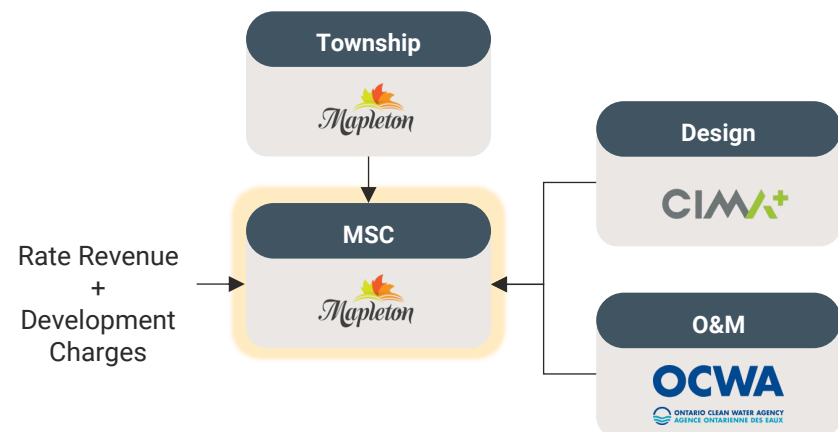 Township
Mapleton
MSC
Mapleton
Rate Revenue
+
Development
Charges
Design
CIMA+
O&M
OCWA
ONTARIO CLEAN WATER AGENCY
AGENCE ONTARIENNE DES EAUX